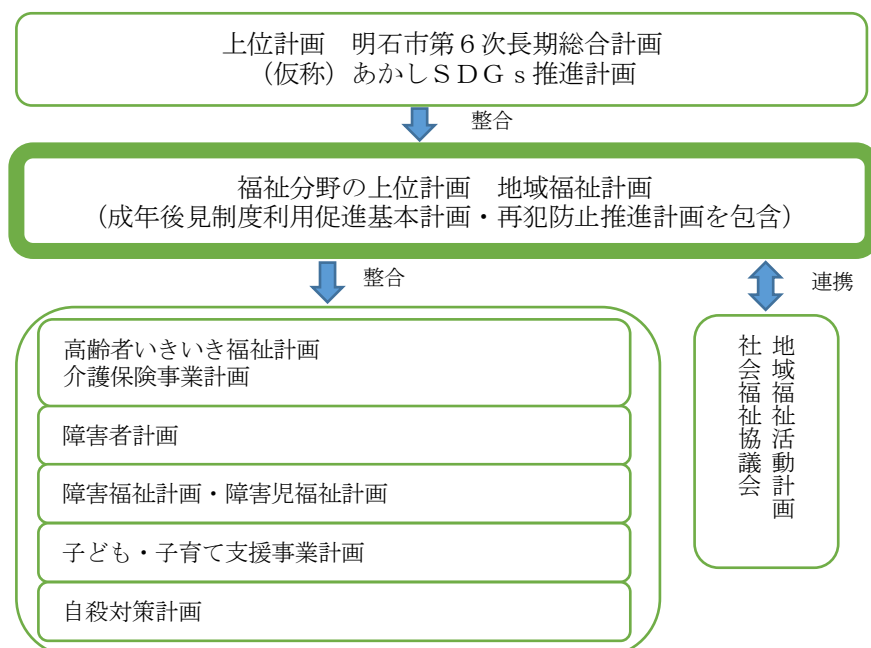 上位計画　明石市第６次長期総合計画
（仮称）あかしＳＤＧｓ推進計画
整合
福祉分野の上位計画　地域福祉計画
（成年後見制度利用促進基本計画・再犯防止推進計画を包含）
整合
連携
高齢者いきいき福祉計画
介護保険事業計画
障害者計画
障害福祉計画・障害児福祉計画
子ども・子育て支援事業計画
自殺対策計画
地域福祉活動計画
社会福祉協議会